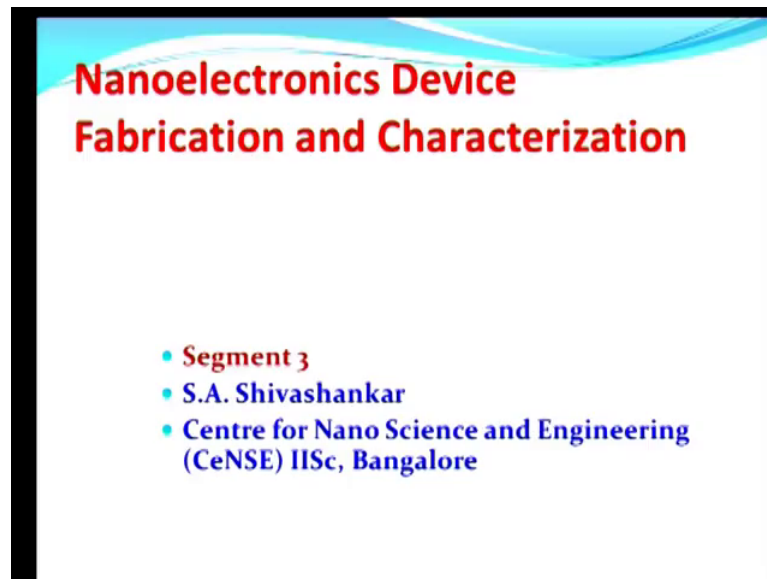 Nanoelectronics Device
Fabrication and Characterization
• Segment 3
• S.A. Shivashankar
• Centre for Nano Science and Engineering
(CeNSE) IISc, Bangalore